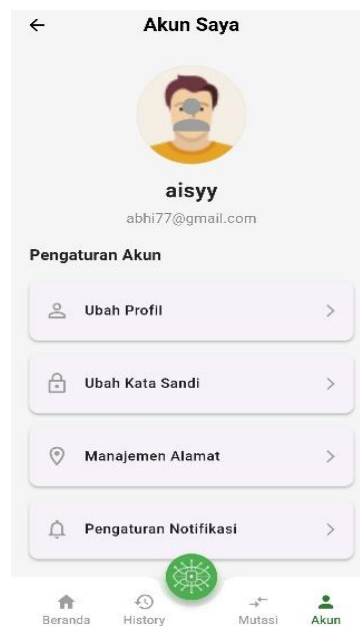 Akun Saya
aisyy
abhi77@gmail.com
Pengaturan Akun
Ubah Profil
Ubah Kata Sandi
Manajemen Alamat
Pengaturan Notifikasi
Beranda
History
Mutasi
Akun